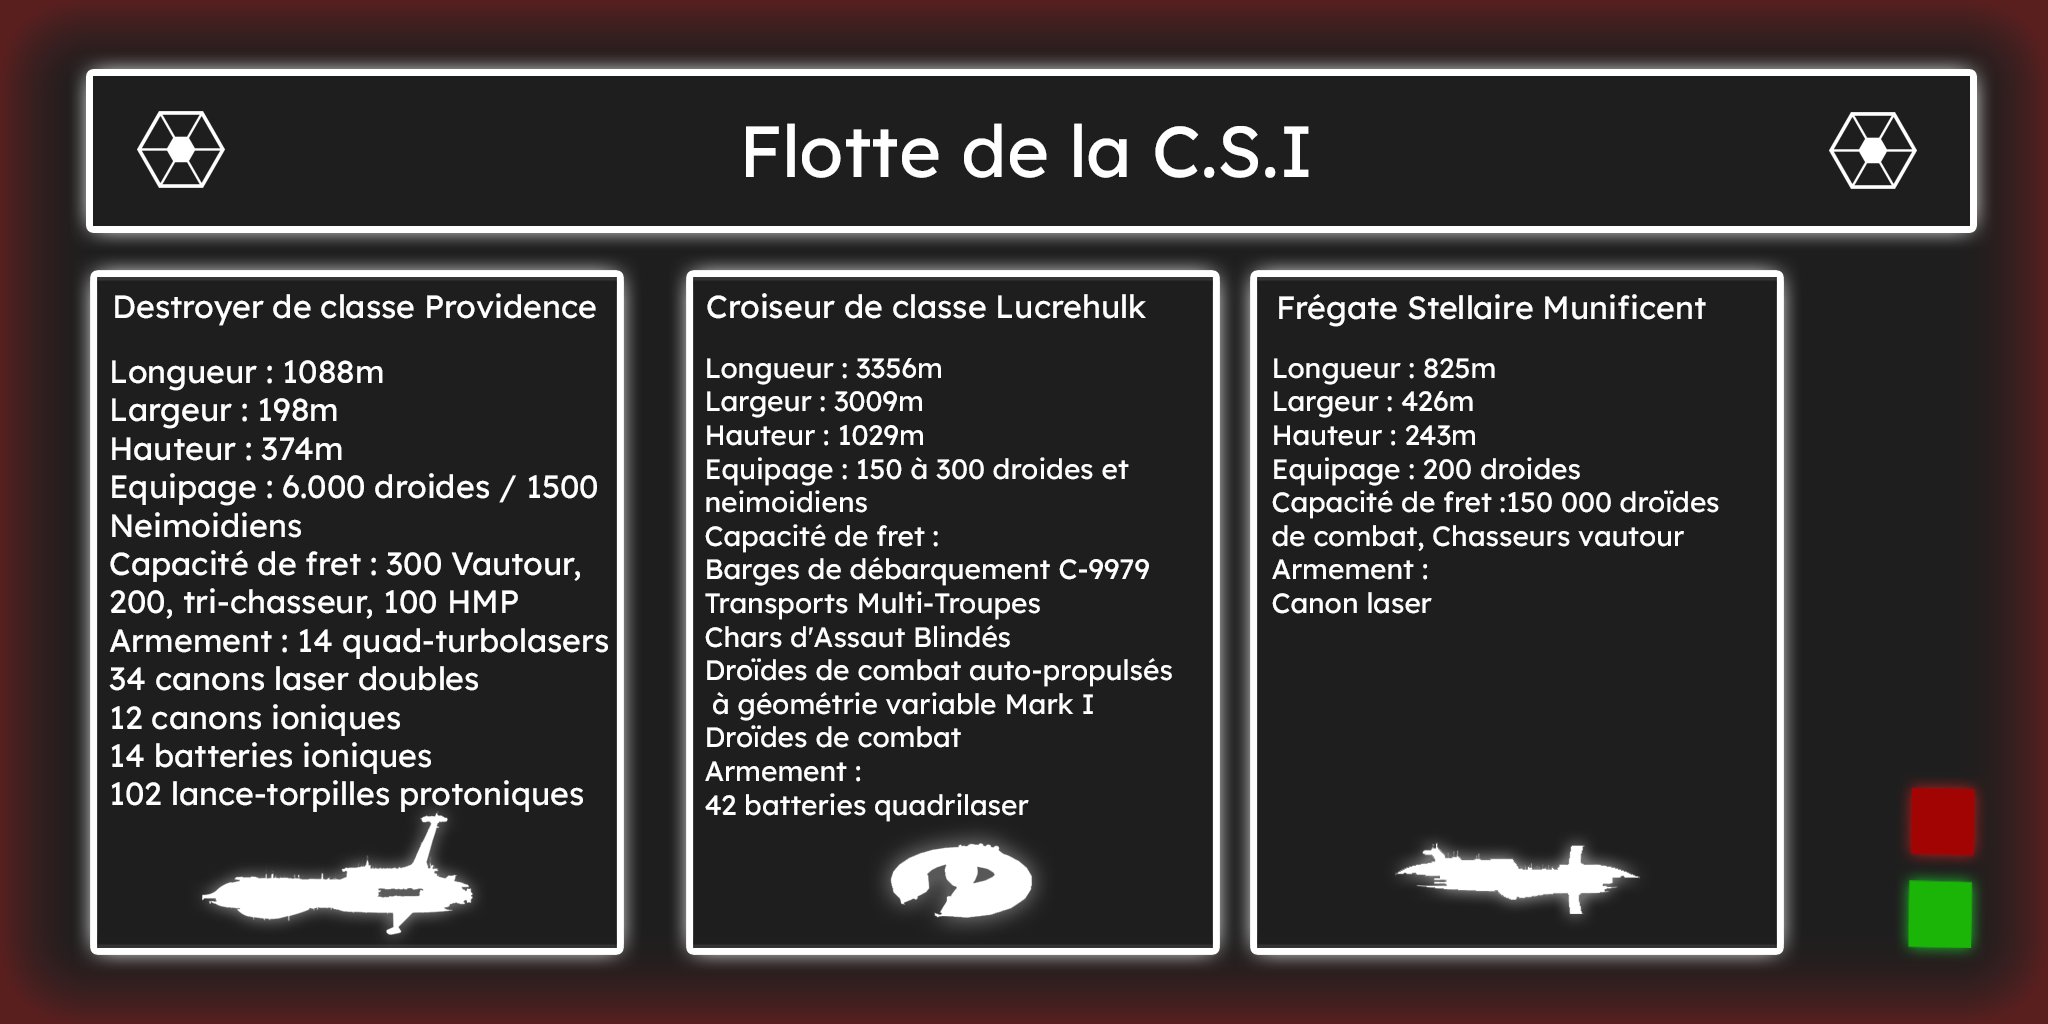 Flotte de la C.S.I
Destroyer de classe Providence
Longueur : 1088m
Largeur : 198m
Hauteur : 374m
Equipage : 6.000 droides / 1500
Neimoidiens
Capacité de fret : 300 Vautour,
200, tri-chasseur, 100 HMP
Armement : 14 quad-turbolasers
34 canons laser doubles
12 canons ioniques
14 batteries ioniques
102 lance-torpilles protoniques
Croiseur de classe Lucrehulk
Longueur : 3356m
Largeur : 3009m
Hauteur : 1029m
Equipage : 150 à 300 droides et
neimoidiens
Capacité de fret :
Barges de débarquement C-9979
Transports Multi-Troupes
Chars d'Assaut Blindés
Droïdes de combat auto-propulsés
à géométrie variable Mark I
Droïdes de combat
Armement :
42 batteries quadrilaser
Frégate Stellaire Munificent
Longueur : 825m
Largeur : 426m
Hauteur : 243m
Equipage : 200 droides
Capacité de fret :150 000 droïdes
de combat, Chasseurs vautour
Armement :
Canon laser